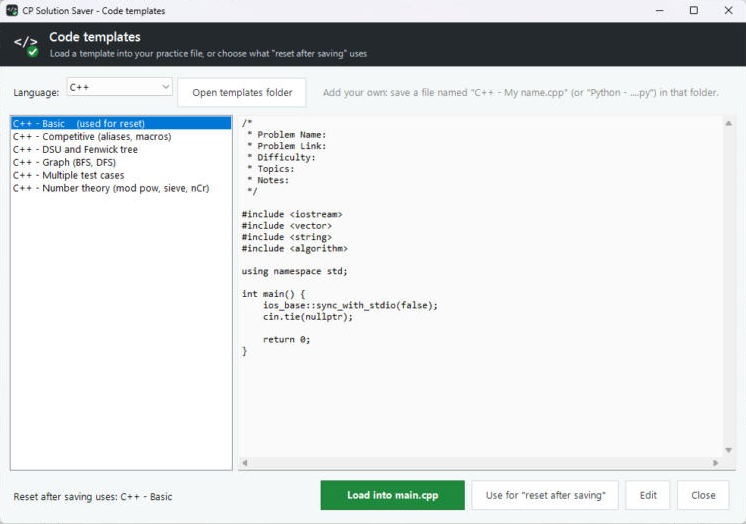 CP Solution Saver - Code templates
</>
Code templates
Load a template into your practice file, or choose what "reset after saving" uses
Language:
C++
Open templates folder
Add your own: save a file named "C++ - My name.cpp" (or "Python - ....py") in that folder.
C++ - Basic (used for reset)
C++ - Competitive (aliases, macros)
C++ - DSU and Fenwick tree
C++ - Graph (BFS, DFS)
C++ - Multiple test cases
C++ - Number theory (mod pow, sieve, nCr)
/*
 * Problem Name:
 * Problem Link:
 * Difficulty:
 * Topics:
 * Notes:
 */
#include <iostream>
#include <vector>
#include <string>
#include <algorithm>
using namespace std;
int main() {
    ios_base::sync_with_stdio(false);
    cin.tie(nullptr);
    return 0;
}
Reset after saving uses: C++ - Basic
Load into main.cpp
Use for "reset after saving"
Edit
Close